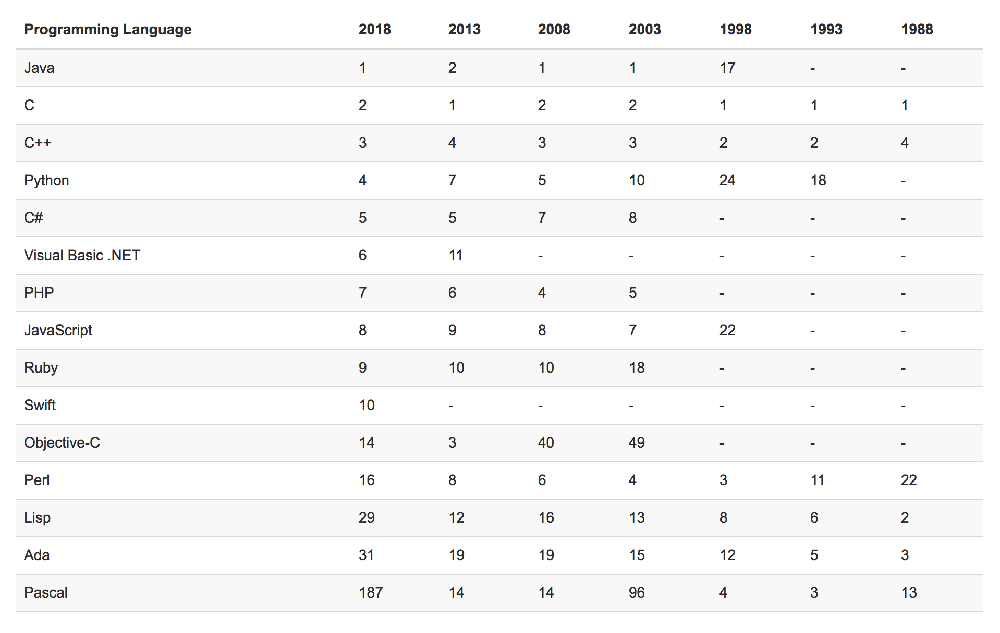 Programming Language 2018 2013 2008 2003 1998 1993 1988
Java 1 2 1 1 17 - -
C 2 1 2 2 1 1 1
C++ 3 4 3 3 2 2 4
Python 4 7 5 10 24 18 -
C# 5 5 7 8 - - -
Visual Basic .NET 6 11 - - - - -
PHP 7 6 4 5 - - -
JavaScript 8 9 8 7 22 - -
Ruby 9 10 10 18 - - -
Swift 10 - - - - - -
Objective-C 14 3 40 49 - - -
Perl 16 8 6 4 3 11 22
Lisp 29 12 16 13 8 6 2
Ada 31 19 19 15 12 5 3
Pascal 187 14 14 96 4 3 13